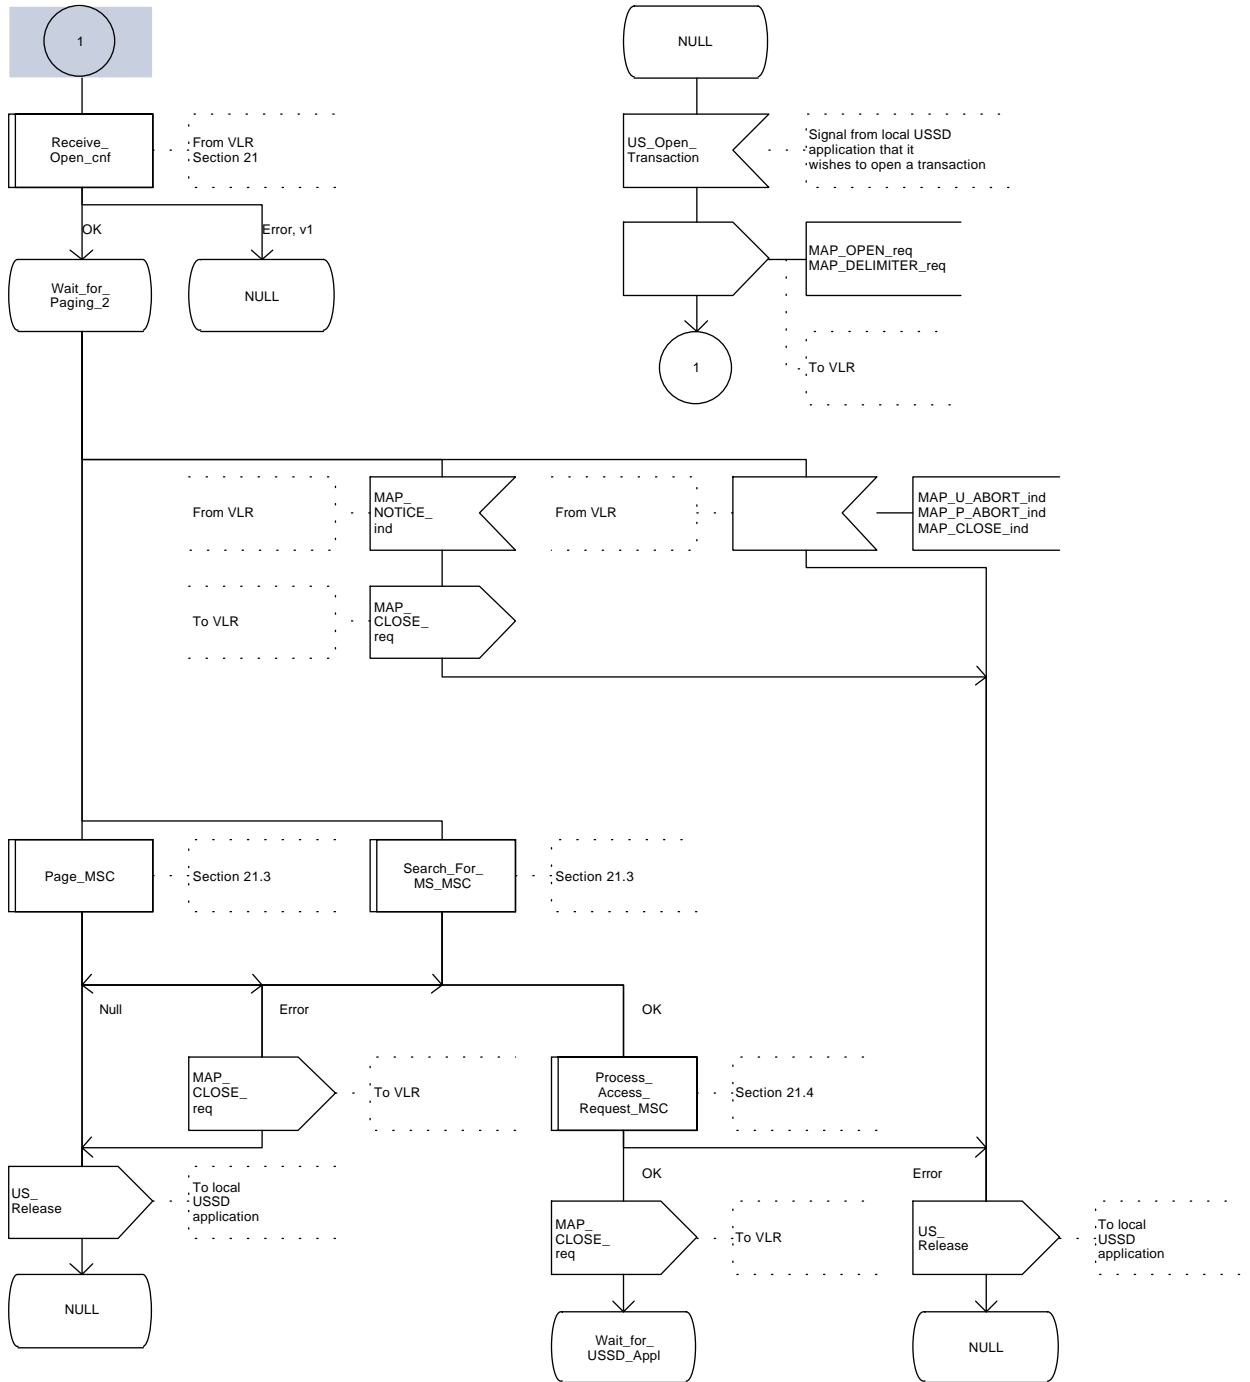 1
NULL
Receive_
Open_cnf
From VLR
Section 21
US_Open_
Transaction
Signal from local USSD
application that it
wishes to open a transaction
OK
Error, v1
MAP_OPEN_req
MAP_DELIMITER_req
Wait_for_
Paging_2
NULL
1
To VLR
From VLR
MAP_
NOTICE_
ind
From VLR
MAP_U_ABORT_ind
MAP_P_ABORT_ind
MAP_CLOSE_ind
To VLR
MAP_
CLOSE_
req
Page_MSC
Section 21.3
Search_For_
MS_MSC
Section 21.3
Null
Error
OK
MAP_
CLOSE_
req
To VLR
Process_
Access_
Request_MSC
Section 21.4
OK
Error
US_
Release
To local
USSD
application
MAP_
CLOSE_
req
To VLR
US_
Release
To local
USSD
application
NULL
Wait_for_
USSD_Appl
NULL